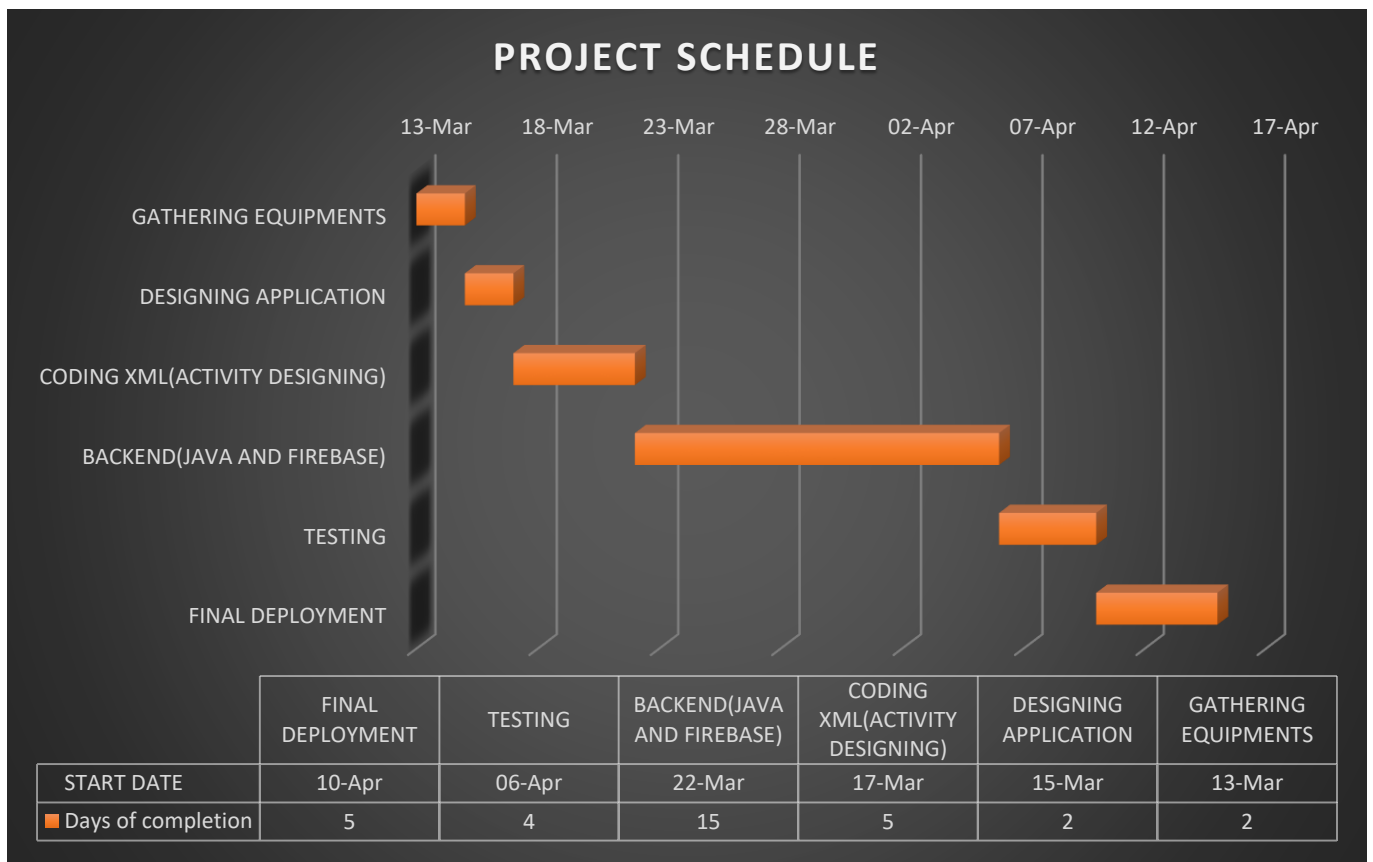 PROJECT SCHEDULE
13-Mar 18-Mar 23-Mar 28-Mar 02-Apr 07-Apr 12-Apr 17-Apr
GATHERING EQUIPMENTS
DESIGNING APPLICATION
CODING XML(ACTIVITY DESIGNING)
BACKEND(JAVA AND FIREBASE)
TESTING
FINAL DEPLOYMENT
FINAL
DEPLOYMENT
TESTING
BACKEND(JAVA
AND FIREBASE)
CODING
XML(ACTIVITY
DESIGNING)
DESIGNING
APPLICATION
GATHERING
EQUIPMENTS
START DATE 10-Apr 06-Apr 22-Mar 17-Mar 15-Mar 13-Mar
Days of completion 5 4 15 5 2 2